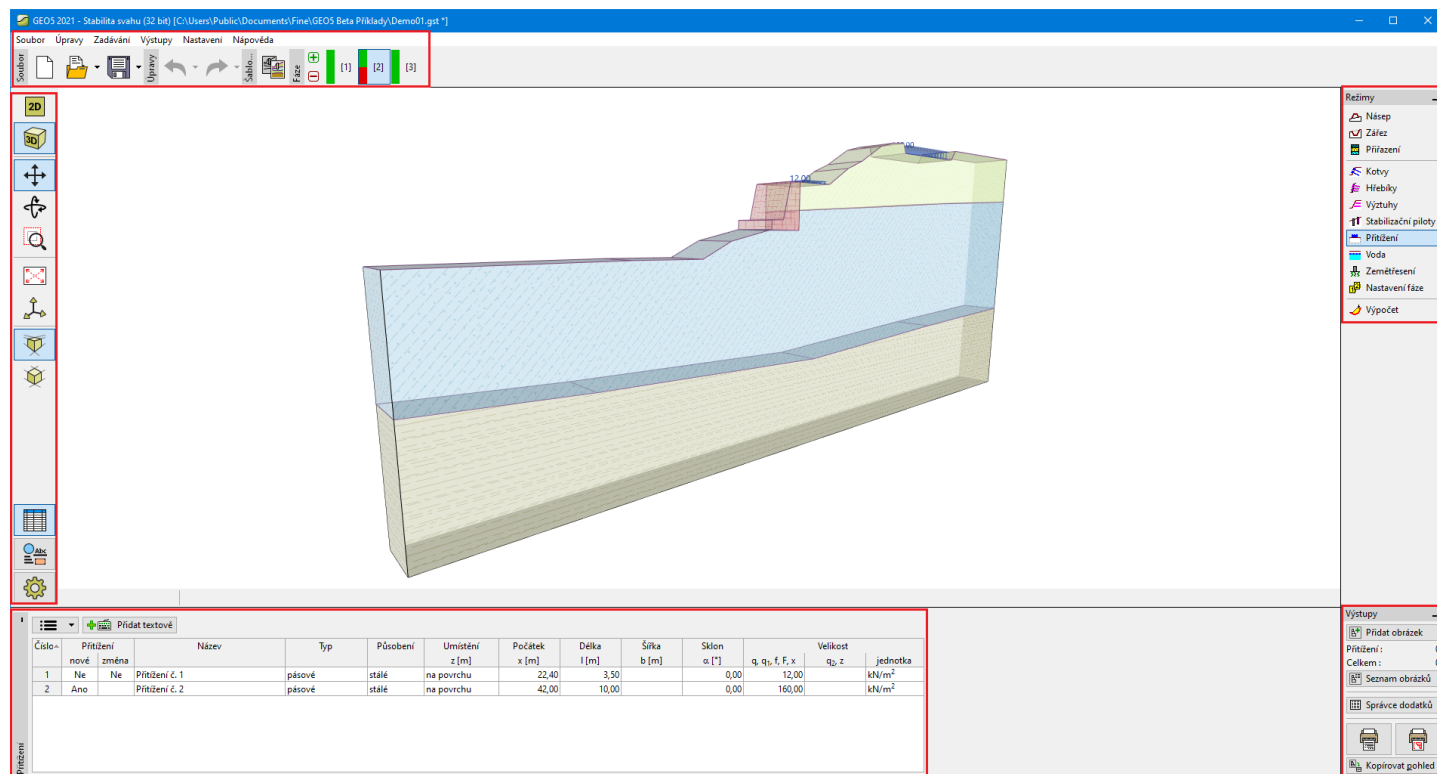 GEO5 2021 - Stabilita svahu (32 bit) [C:\Users\Public\Documents\Fine\GEO5 Beta Příklady\Demo01.gst *]
Soubor Úpravy Zadávání Výstupy Nastavení Nápověda
Soubor
Úpravy
Šablo...
Fáze
[1] [2] [3]
2D
3D
12,00
Režimy
Násep
Zářez
Přiřazení
Kotvy
Hřebíky
Výztuhy
Stabilizační piloty
Přitížení
Voda
Zemětřesení
Nastavení fáze
Výpočet
Abc
Přidat textové
Číslo Přitížení Název Typ Působení Umístění Počátek Délka Šířka Sklon Velikost
nové změna z [m] x [m] l [m] b [m] α [°] q, q1, f, F, x q2, z jednotka
1 Ne Ne Přitížení č. 1 pásové stálé na povrchu 22,40 3,50 0,00 12,00 kN/m²
2 Ano Přitížení č. 2 pásové stálé na povrchu 42,00 10,00 0,00 160,00 kN/m²
Přitížení
Výstupy
Přidat obrázek
Přitížení :
Celkem :
Seznam obrázků
Správce dodatků
Kopírovat pohled